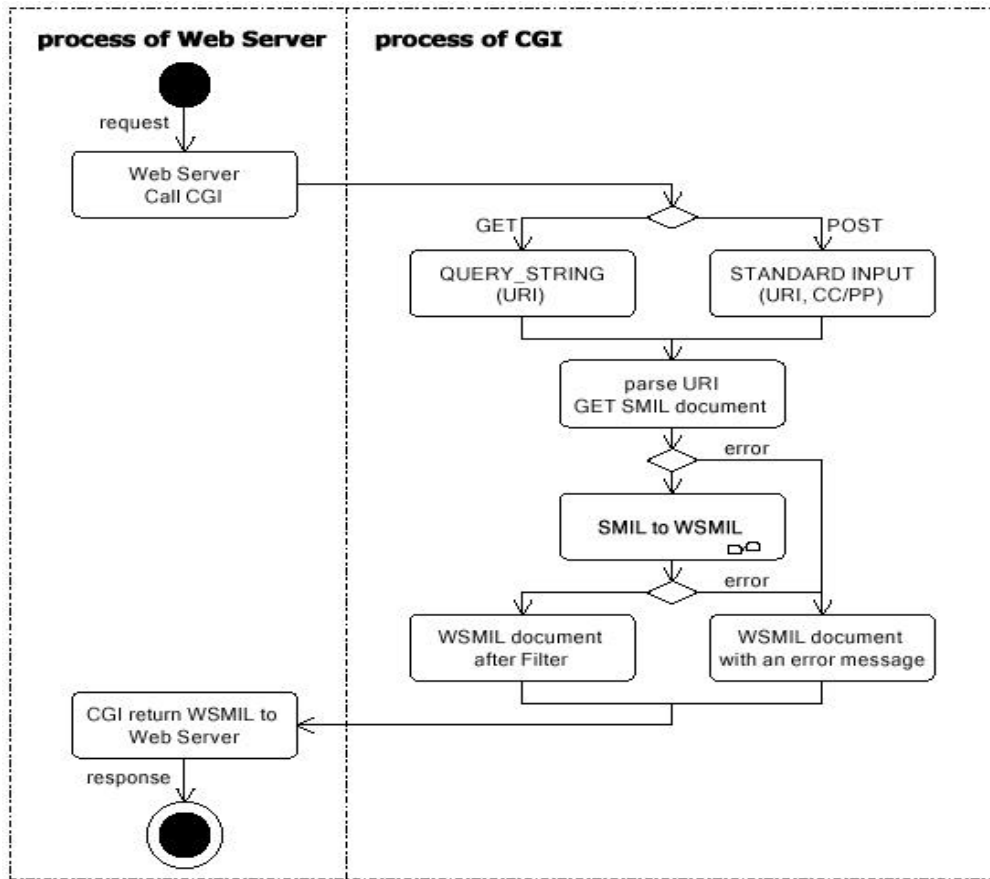 process of Web Server
process of CGI
request
Web Server
Call CGI
GET
POST
QUERY_STRING
(URI)
STANDARD INPUT
(URI, CC/PP)
parse URI
GET SMIL document
error
SMIL to WSMIL
error
WSMIL document
after Filter
WSMIL document
with an error message
CGI return WSMIL to
Web Server
response